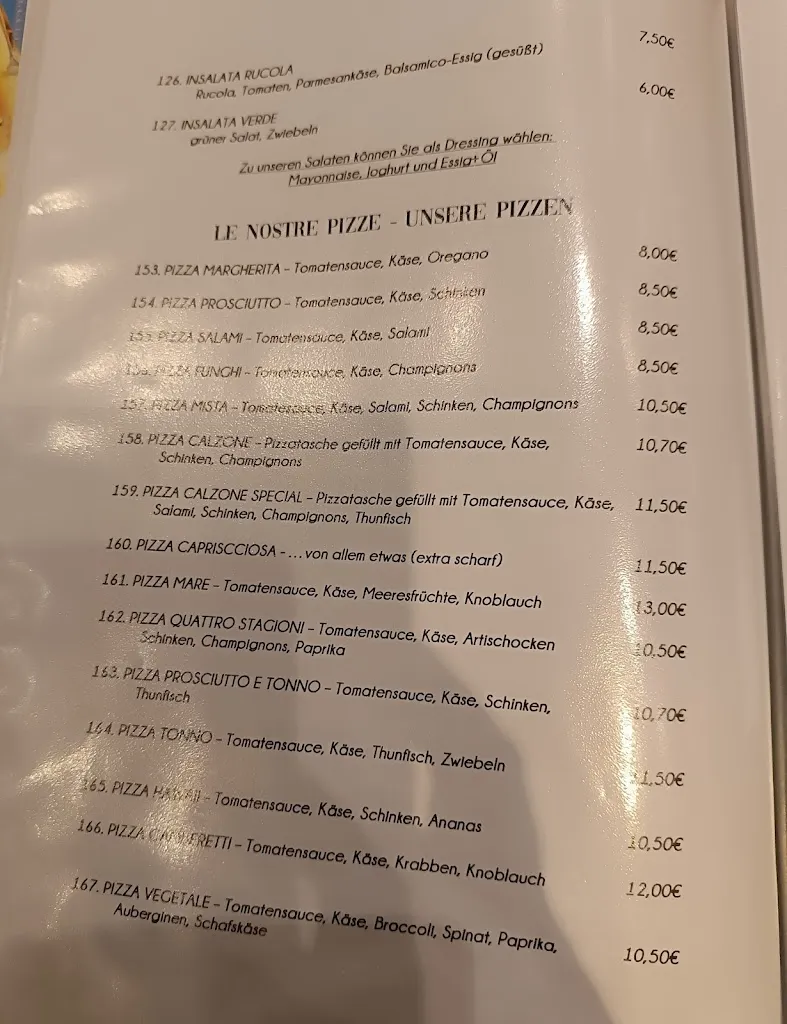 126. INSALATA RUCOLA 7,50€
Rucola, Tomaten, Parmesankäse, Balsamico-Essig (gesüßt)
127. INSALATA VERDE 6,00€
grüner Salat, Zwiebeln
Zu unseren Salaten können Sie als Dressing wählen:
Mayonnaise, Joghurt und Essig+Öl
LE NOSTRE PIZZE - UNSERE PIZZEN
153. PIZZA MARGHERITA – Tomatensauce, Käse, Oregano 8,00€
154. PIZZA PROSCIUTTO – Tomatensauce, Käse, Schinken 8,50€
155. PIZZA SALAMI – Tomatensauce, Käse, Salami 8,50€
156. PIZZA FUNGHI – Tomatensauce, Käse, Champignons 8,50€
157. PIZZA MISTA – Tomatensauce, Käse, Salami, Schinken, Champignons 10,50€
158. PIZZA CALZONE – Pizzatasche gefüllt mit Tomatensauce, Käse, 10,70€
Schinken, Champignons
159. PIZZA CALZONE SPECIAL – Pizzatasche gefüllt mit Tomatensauce, Käse, 11,50€
Salami, Schinken, Champignons, Thunfisch
160. PIZZA CAPRISCCIOSA - ...von allem etwas (extra scharf) 11,50€
161. PIZZA MARE – Tomatensauce, Käse, Meeresfrüchte, Knoblauch 13,00€
162. PIZZA QUATTRO STAGIONI – Tomatensauce, Käse, Artischocken 10,50€
Schinken, Champignons, Paprika
163. PIZZA PROSCIUTTO E TONNO – Tomatensauce, Käse, Schinken, 10,70€
Thunfisch
164. PIZZA TONNO – Tomatensauce, Käse, Thunfisch, Zwiebeln 11,50€
165. PIZZA HAWAII – Tomatensauce, Käse, Schinken, Ananas 10,50€
166. PIZZA – Tomatensauce, Käse, Krabben, Knoblauch 12,00€
167. PIZZA VEGETALE – Tomatensauce, Käse, Broccoli, Spinat, Paprika, 10,50€
Auberginen, Schafskäse